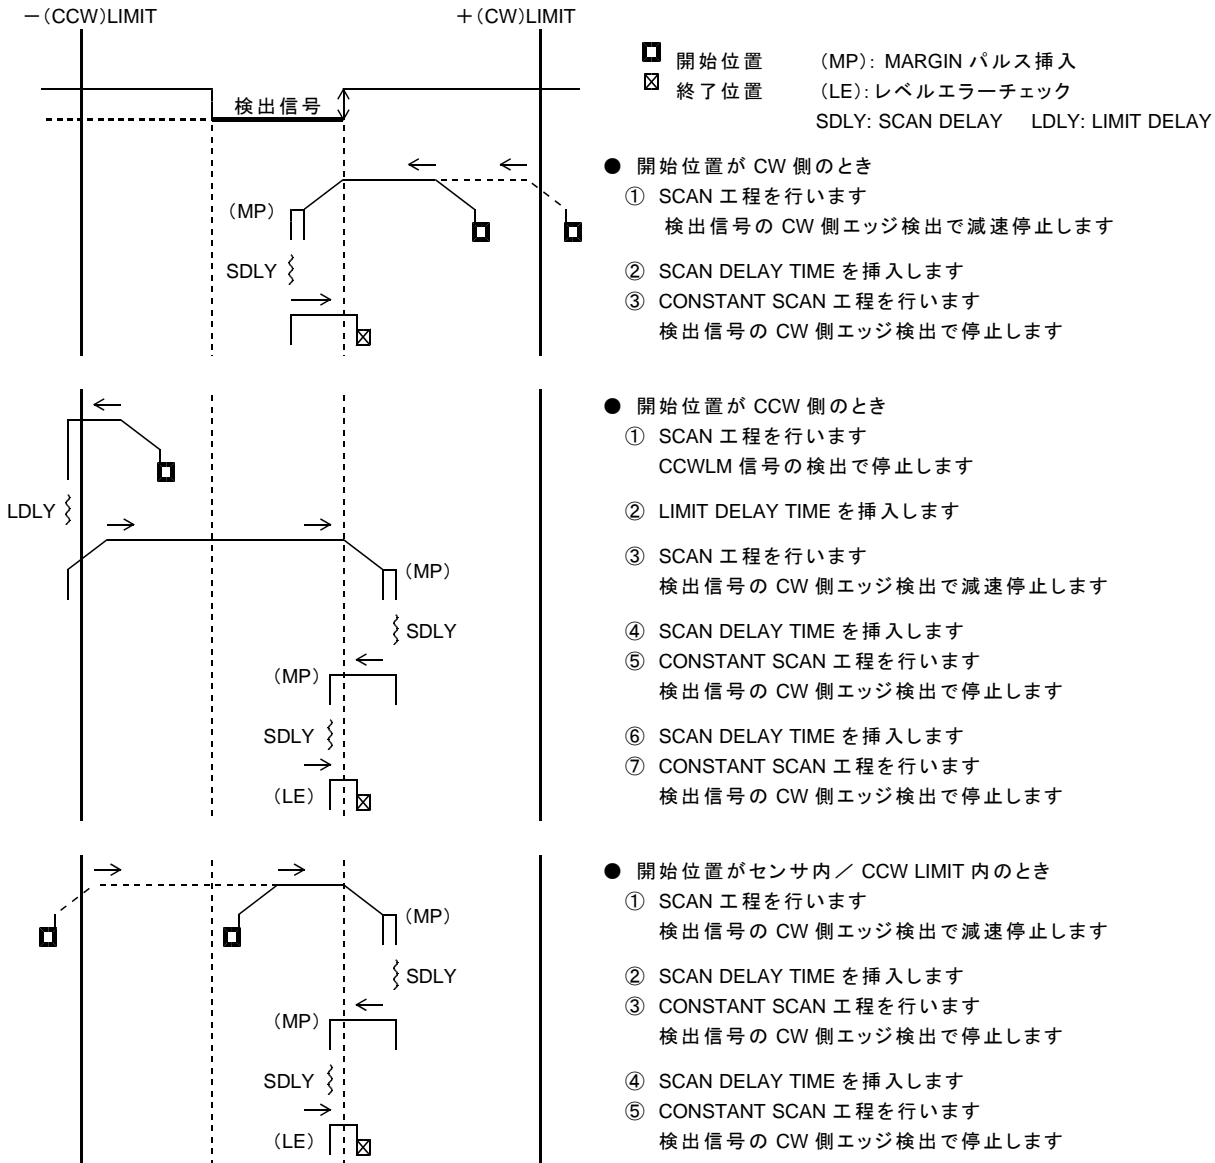 －(CCW)LIMIT
＋(CW)LIMIT
検出信号
開始位置 (MP): MARGIN パルス挿入
終了位置 (LE):レベルエラーチェック
SDLY: SCAN DELAY LDLY: LIMIT DELAY
(MP)
SDLY
● 開始位置が CW 側のとき
① SCAN 工程を行います
検出信号の CW 側エッジ検出で減速停止します
② SCAN DELAY TIME を挿入します
③ CONSTANT SCAN 工程を行います
検出信号の CW 側エッジ検出で停止します
LDLY
(MP)
SDLY
(MP)
SDLY
(LE)
● 開始位置が CCW 側のとき
① SCAN 工程を行います
CCWLM 信号の検出で停止します
② LIMIT DELAY TIME を挿入します
③ SCAN 工程を行います
検出信号の CW 側エッジ検出で減速停止します
④ SCAN DELAY TIME を挿入します
⑤ CONSTANT SCAN 工程を行います
検出信号の CW 側エッジ検出で停止します
⑥ SCAN DELAY TIME を挿入します
⑦ CONSTANT SCAN 工程を行います
検出信号の CW 側エッジ検出で停止します
(MP)
SDLY
(MP)
SDLY
(LE)
● 開始位置がセンサ内／ CCW LIMIT 内のとき
① SCAN 工程を行います
検出信号の CW 側エッジ検出で減速停止します
② SCAN DELAY TIME を挿入します
③ CONSTANT SCAN 工程を行います
検出信号の CW 側エッジ検出で停止します
④ SCAN DELAY TIME を挿入します
⑤ CONSTANT SCAN 工程を行います
検出信号の CW 側エッジ検出で停止します